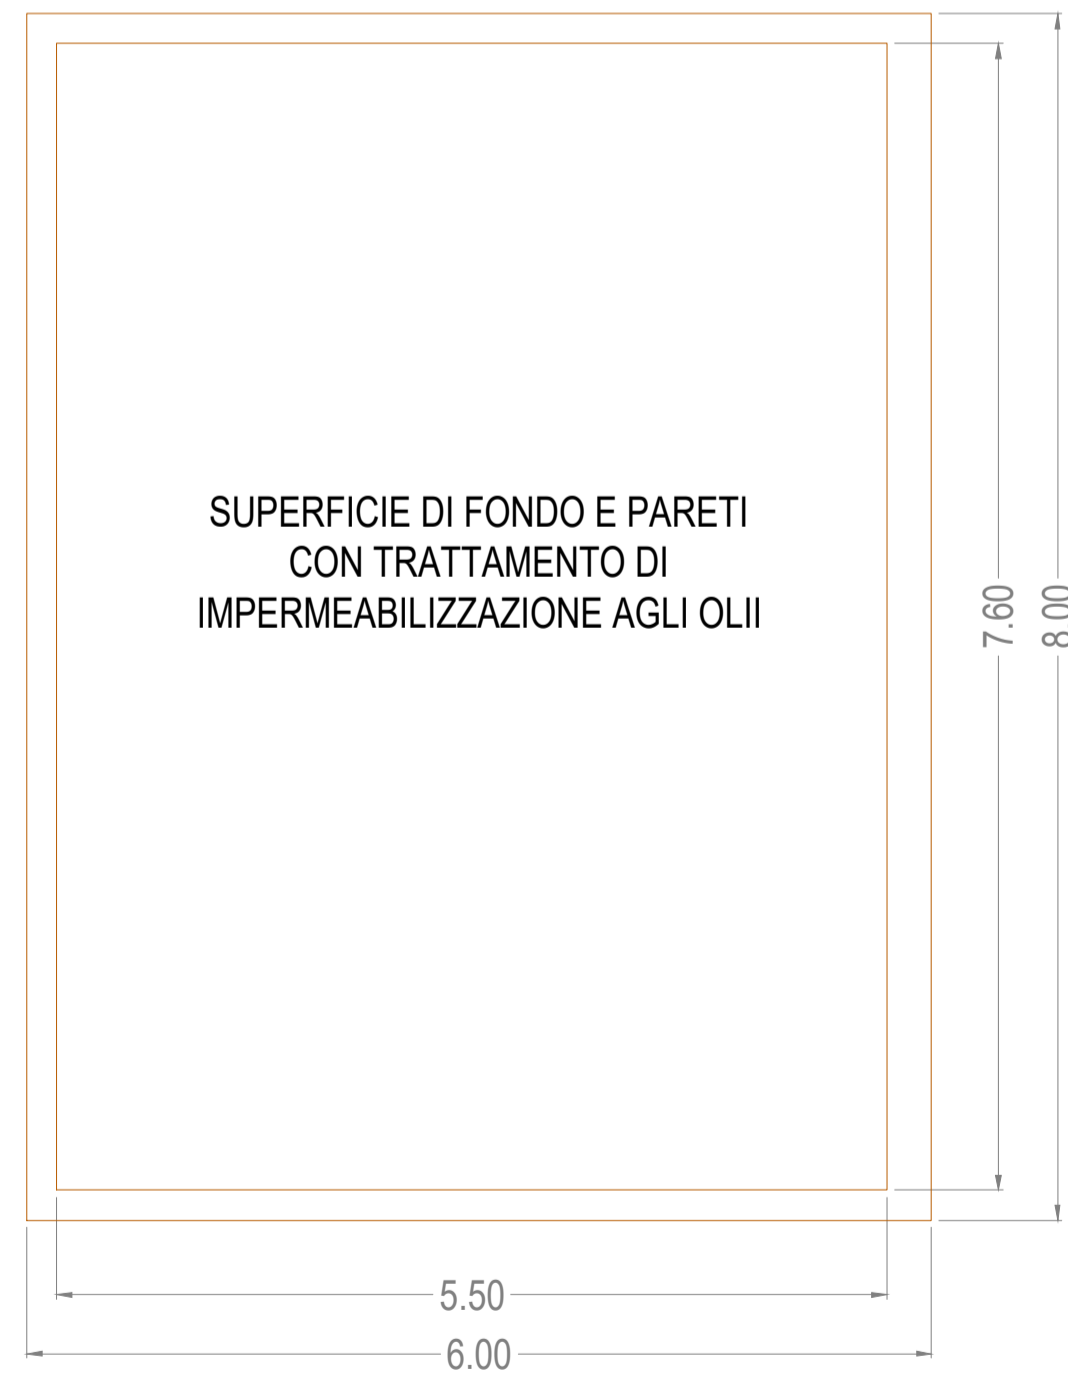 SUPERFICIE DI FONDO E PARETI
CON TRATTAMENTO DI
IMPERMEABILIZZAZIONE AGLI OLII
7.60
8.00
5.50
6.00